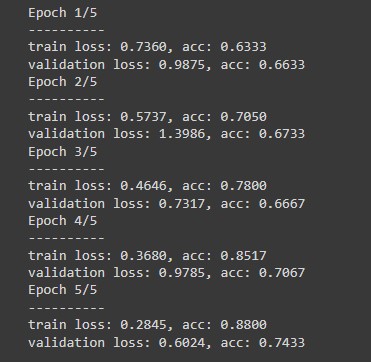 Epoch 1/5
----------
train loss: 0.7360, acc: 0.6333
validation loss: 0.9875, acc: 0.6633
Epoch 2/5
----------
train loss: 0.5737, acc: 0.7050
validation loss: 1.3986, acc: 0.6733
Epoch 3/5
----------
train loss: 0.4646, acc: 0.7800
validation loss: 0.7317, acc: 0.6667
Epoch 4/5
----------
train loss: 0.3680, acc: 0.8517
validation loss: 0.9785, acc: 0.7067
Epoch 5/5
----------
train loss: 0.2845, acc: 0.8800
validation loss: 0.6024, acc: 0.7433